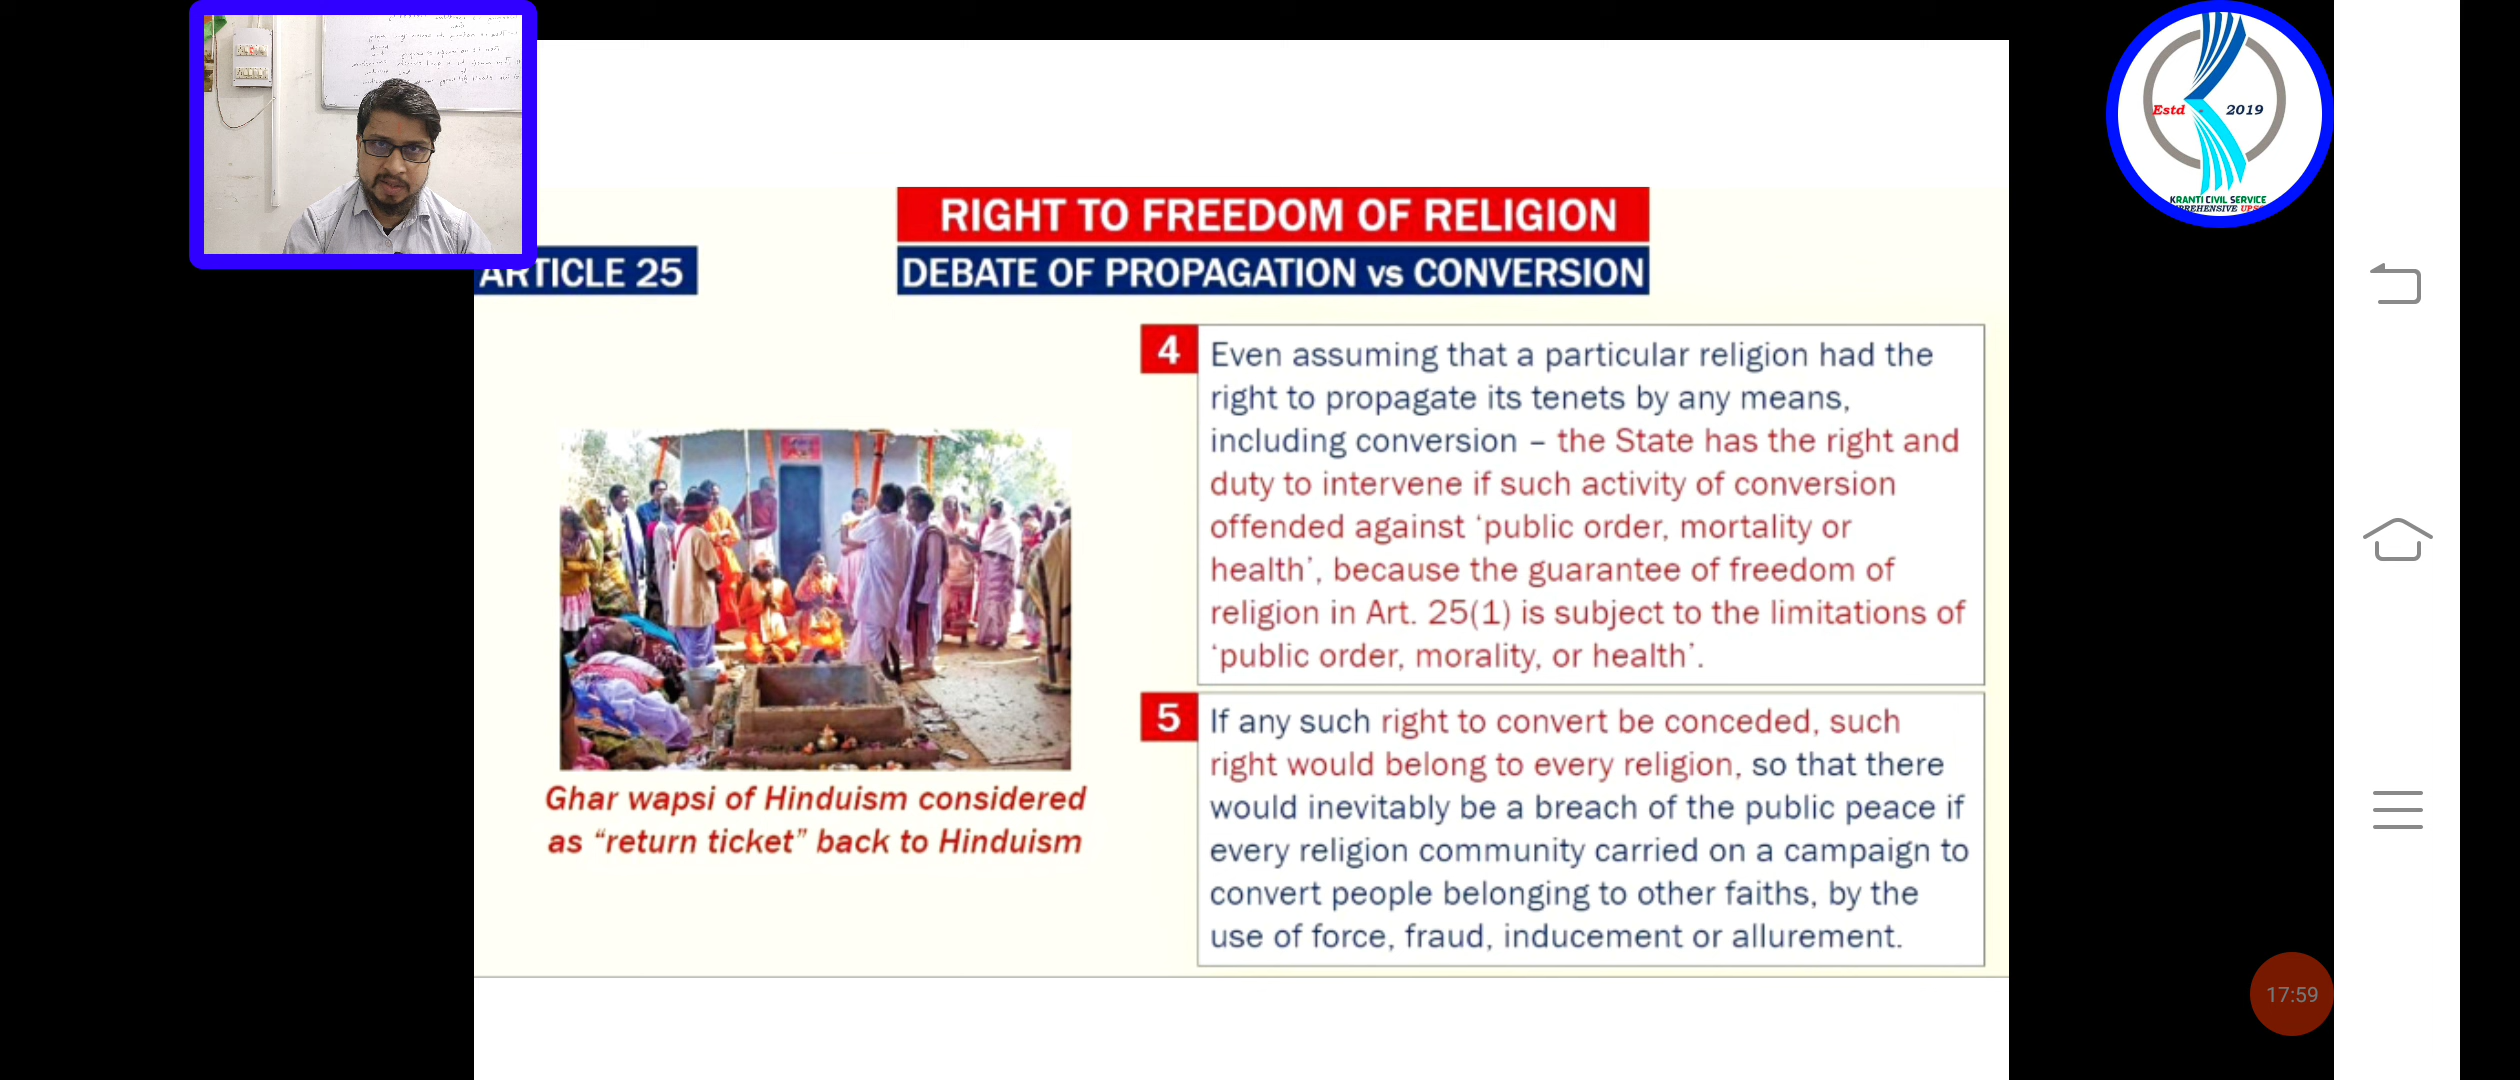 RIGHT TO FREEDOM OF RELIGION
ARTICLE 25
DEBATE OF PROPAGATION vs CONVERSION
4
Even assuming that a particular religion had the
right to propagate its tenets by any means,
including conversion – the State has the right and
duty to intervene if such activity of conversion
offended against ‘public order, mortality or
health’, because the guarantee of freedom of
religion in Art. 25(1) is subject to the limitations of
‘public order, morality, or health’.
5
If any such right to convert be conceded, such
right would belong to every religion, so that there
would inevitably be a breach of the public peace if
every religion community carried on a campaign to
convert people belonging to other faiths, by the
use of force, fraud, inducement or allurement.
Ghar wapsi of Hinduism considered
as “return ticket” back to Hinduism
Estd - 2019
KRANTI CIVIL SERVICE
17:59